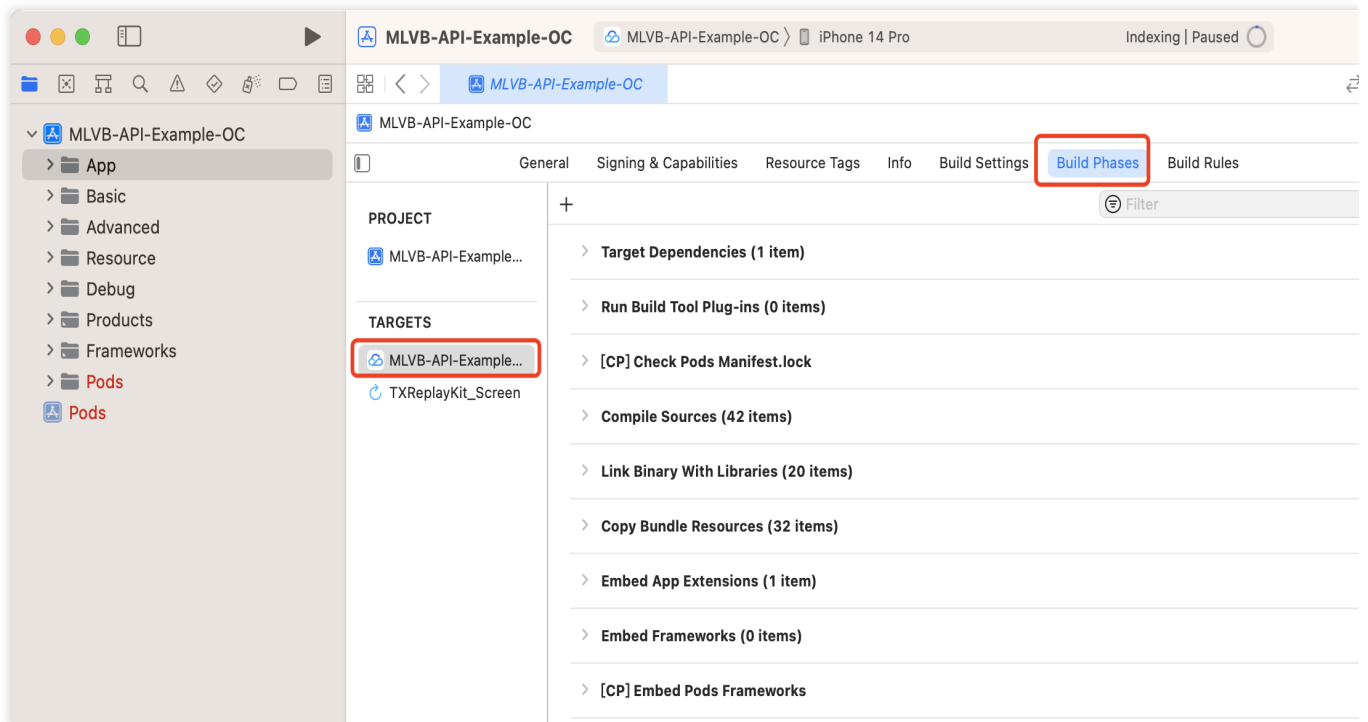 MLVB-API-Example-OC
MLVB-API-Example-OC 〉 iPhone 14 Pro
Indexing | Paused
MLVB-API-Example-OC
MLVB-API-Example-OC
App
Basic
Advanced
Resource
Debug
Products
Frameworks
Pods
Pods
MLVB-API-Example-OC
General
Signing & Capabilities
Resource Tags
Info
Build Settings
Build Phases
Build Rules
PROJECT
MLVB-API-Example...
TARGETS
MLVB-API-Example...
TXReplayKit_Screen
Filter
Target Dependencies (1 item)
Run Build Tool Plug-ins (0 items)
[CP] Check Pods Manifest.lock
Compile Sources (42 items)
Link Binary With Libraries (20 items)
Copy Bundle Resources (32 items)
Embed App Extensions (1 item)
Embed Frameworks (0 items)
[CP] Embed Pods Frameworks